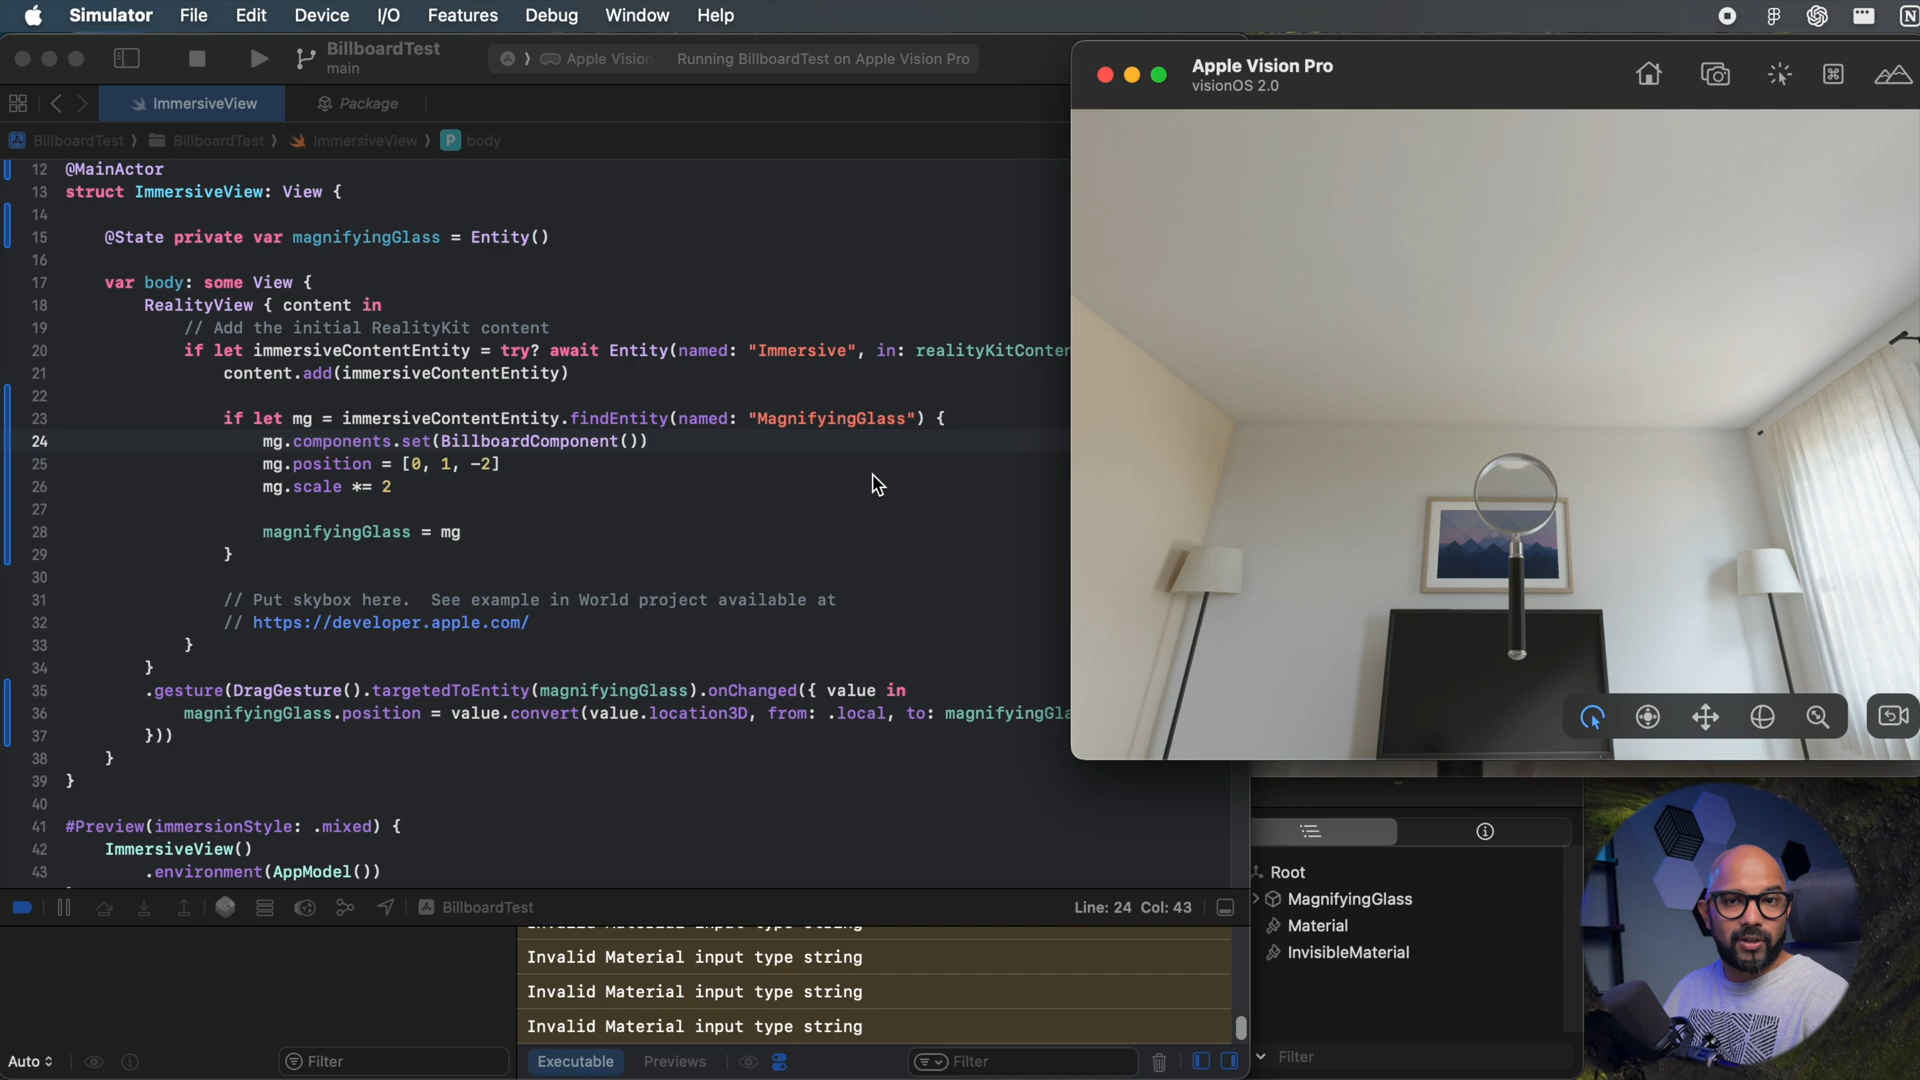 Simulator File Edit Device I/O Features Debug Window Help
BillboardTest
main
Apple Vision
Running BillboardTest on Apple Vision Pro
ImmersiveView
Package
BillboardTest
BillboardTest
ImmersiveView
P body
12 @MainActor
13 struct ImmersiveView: View {
14
15 @State private var magnifyingGlass = Entity()
16
17 var body: some View {
18 RealityView { content in
19 // Add the initial RealityKit content
20 if let immersiveContentEntity = try? await Entity(named: "Immersive", in: realityKitConten
21 content.add(immersiveContentEntity)
22
23 if let mg = immersiveContentEntity.findEntity(named: "MagnifyingGlass") {
24 mg.components.set(BillboardComponent())
25 mg.position = [0, 1, -2]
26 mg.scale *= 2
27
28 magnifyingGlass = mg
29 }
30
31 // Put skybox here.  See example in World project available at
32 // https://developer.apple.com/
33 }
34 }
35 .gesture(DragGesture().targetedToEntity(magnifyingGlass).onChanged({ value in
36 magnifyingGlass.position = value.convert(value.location3D, from: .local, to: magnifyingGla
37 }))
38 }
39 }
40
41 #Preview(immersionStyle: .mixed) {
42 ImmersiveView()
43 .environment(AppModel())
BillboardTest
Line: 24 Col: 43
Invalid Material input type string
Invalid Material input type string
Invalid Material input type string
Invalid Material input type string
Auto
Filter
Executable
Previews
Filter
Apple Vision Pro
visionOS 2.0
Root
MagnifyingGlass
Material
InvisibleMaterial
Filter